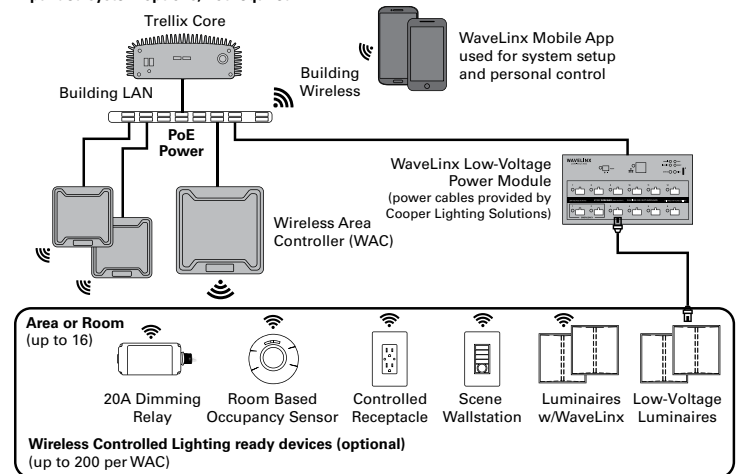 Trellix Core
Building LAN
Building
Wireless
WaveLinx Mobile App
used for system setup
and personal control
PoE
Power
WaveLinx Low-Voltage
Power Module
(power cables provided by
Cooper Lighting Solutions)
WAVELINX
Wireless Area
Controller (WAC)
Area or Room
(up to 16)
20A Dimming
Relay
Room Based
Occupancy Sensor
Controlled
Receptacle
Scene
Wallstation
Luminaires
w/WaveLinx
Low-Voltage
Luminaires
Wireless Controlled Lighting ready devices (optional)
(up to 200 per WAC)